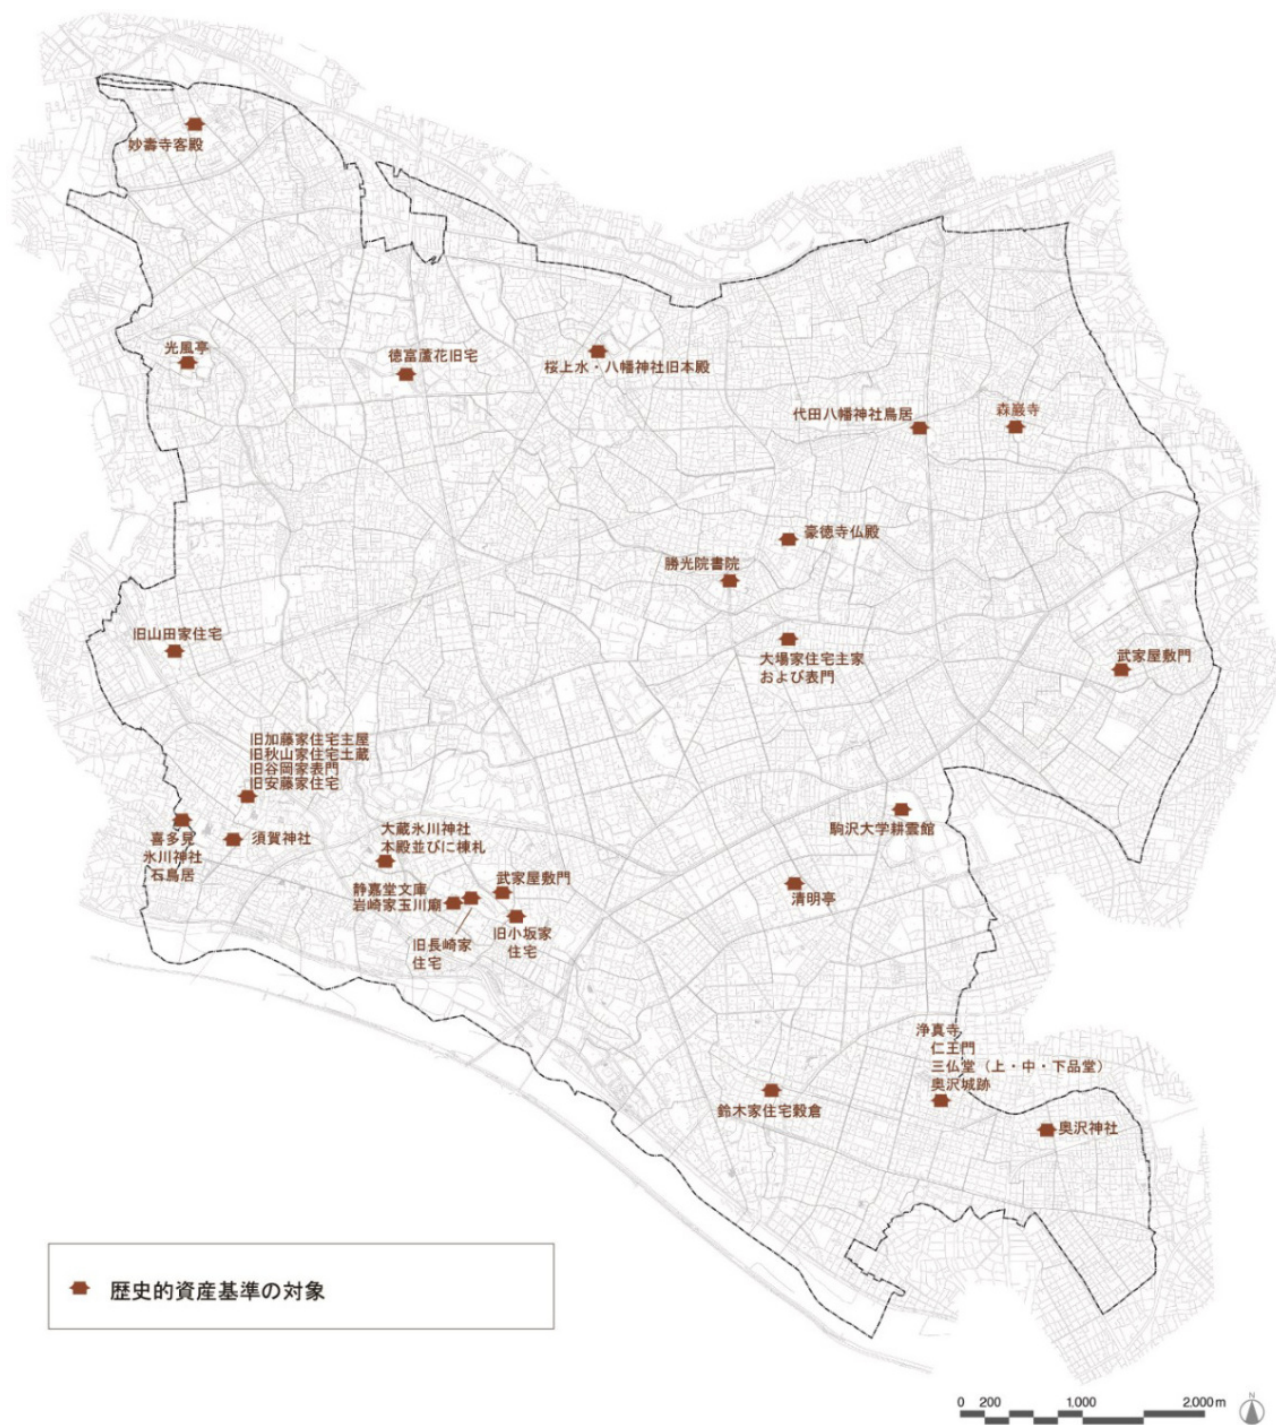 妙壽寺客殿
光風亭
徳富蘆花旧宅
桜上水・八幡神社旧本殿
代田八幡神社鳥居
森巖寺
豪徳寺仏殿
勝光院書院
旧山田家住宅
大場家住宅主家
および表門
武家屋敷門
旧加藤家住宅主屋
旧秋山家住宅土蔵
旧谷岡家表門
旧安藤家住宅
喜多見
氷川神社
石鳥居
須賀神社
大蔵氷川神社
本殿並びに棟札
駒沢大学耕雲館
静嘉堂文庫
岩崎家玉川廟
武家屋敷門
清明亭
旧長崎家
住宅
旧小坂家
住宅
浄真寺
仁王門
三仏堂（上・中・下品堂）
奥沢城跡
鈴木家住宅穀倉
奥沢神社
歴史的資産基準の対象
0 200 1,000 2,000m
N